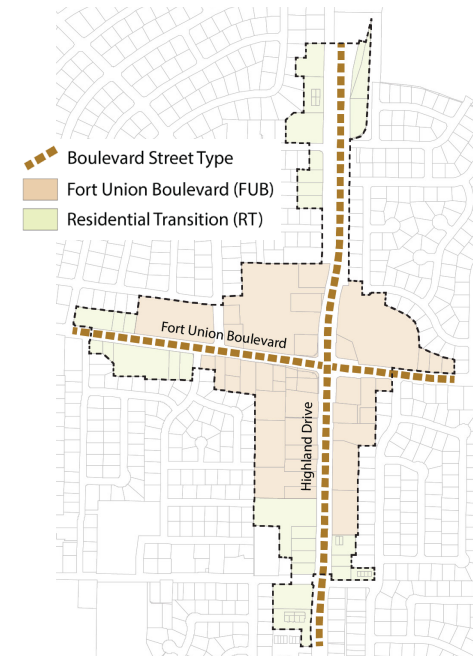 Boulevard Street Type
Fort Union Boulevard (FUB)
Residential Transition (RT)
Fort Union Boulevard
Highland Drive